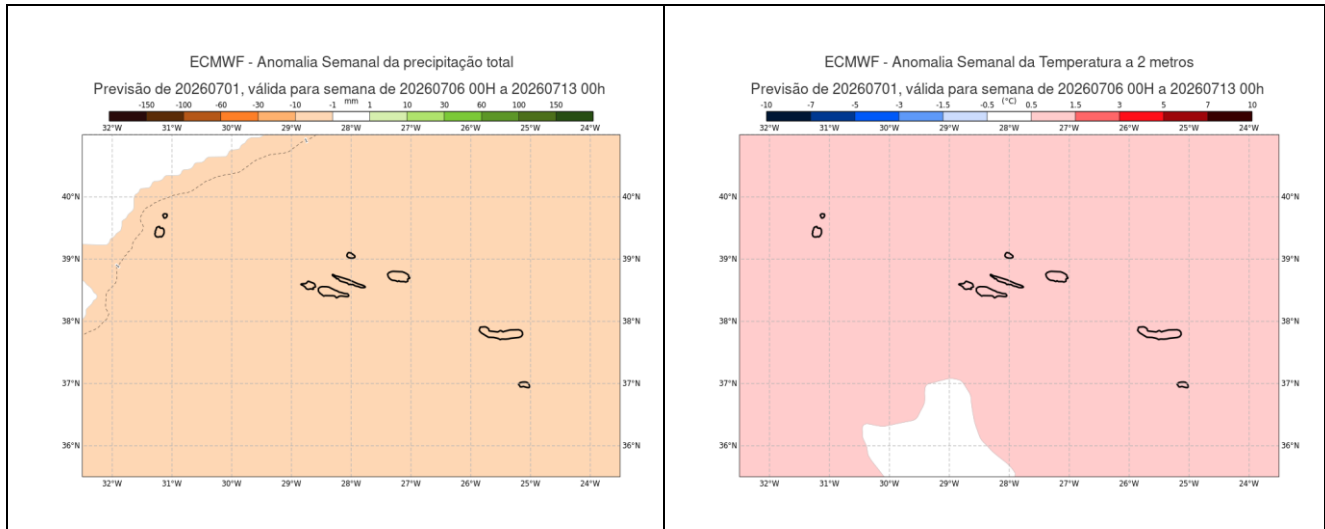 ECMWF - Anomalia Semanal da precipitação total
Previsão de 20260701, válida para semana de 20260706 00H a 20260713 00h
-150 -100 -60 -30 -10 -1 mm 1 10 30 60 100 150
32°W 31°W 30°W 29°W 28°W 27°W 26°W 25°W 24°W
40°N 40°N
39°N 39°N
38°N 38°N
37°N 37°N
36°N 36°N
32°W 31°W 30°W 29°W 28°W 27°W 26°W 25°W 24°W
ECMWF - Anomalia Semanal da Temperatura a 2 metros
Previsão de 20260701, válida para semana de 20260706 00H a 20260713 00h
-10 -7 -5 -3 -1.5 -0.5 (°C) 0.5 1.5 3 5 7 10
32°W 31°W 30°W 29°W 28°W 27°W 26°W 25°W 24°W
40°N 40°N
39°N 39°N
38°N 38°N
37°N 37°N
36°N 36°N
32°W 31°W 30°W 29°W 28°W 27°W 26°W 25°W 24°W